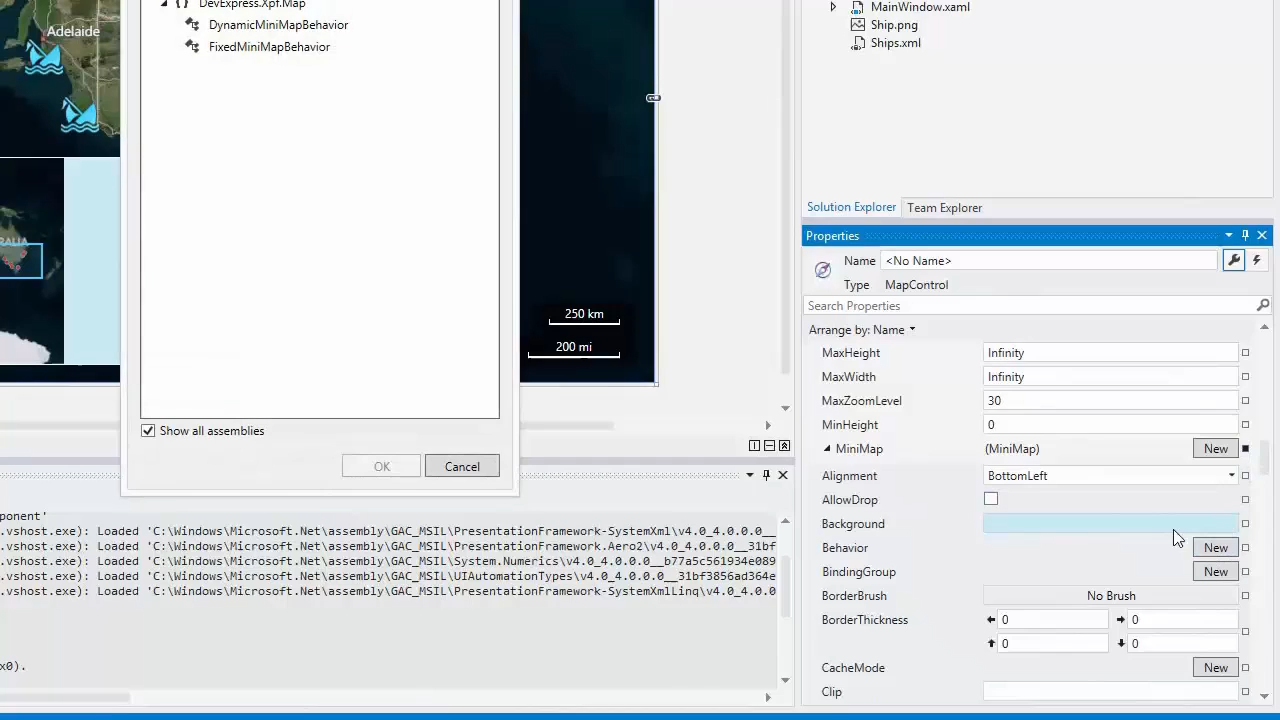 Adelaide
RALIA
250 km
200 mi
DevExpress.Xpf.Map
DynamicMiniMapBehavior
FixedMiniMapBehavior
Show all assemblies
OK
Cancel
ponent'
.vshost.exe): Loaded 'C:\Windows\Microsoft.Net\assembly\GAC_MSIL\PresentationFramework-SystemXml\v4.0_4.0.0.0__
.vshost.exe): Loaded 'C:\Windows\Microsoft.Net\assembly\GAC_MSIL\PresentationFramework.Aero2\v4.0_4.0.0.0__31bf
.vshost.exe): Loaded 'C:\Windows\Microsoft.Net\assembly\GAC_MSIL\System.Numerics\v4.0_4.0.0.0__b77a5c561934e089
.vshost.exe): Loaded 'C:\Windows\Microsoft.Net\assembly\GAC_MSIL\UIAutomationTypes\v4.0_4.0.0.0__31bf3856ad364e
.vshost.exe): Loaded 'C:\Windows\Microsoft.Net\assembly\GAC_MSIL\PresentationFramework-SystemXmlLinq\v4.0_4.0.0
x0).
MainWindow.xaml
Ship.png
Ships.xml
Solution Explorer Team Explorer
Properties
Name <No Name>
Type MapControl
Search Properties
Arrange by: Name
MaxHeight Infinity
MaxWidth Infinity
MaxZoomLevel 30
MinHeight 0
MiniMap (MiniMap) New
Alignment BottomLeft
AllowDrop
Background
Behavior New
BindingGroup New
BorderBrush No Brush
BorderThickness 0 0
0 0
CacheMode New
Clip